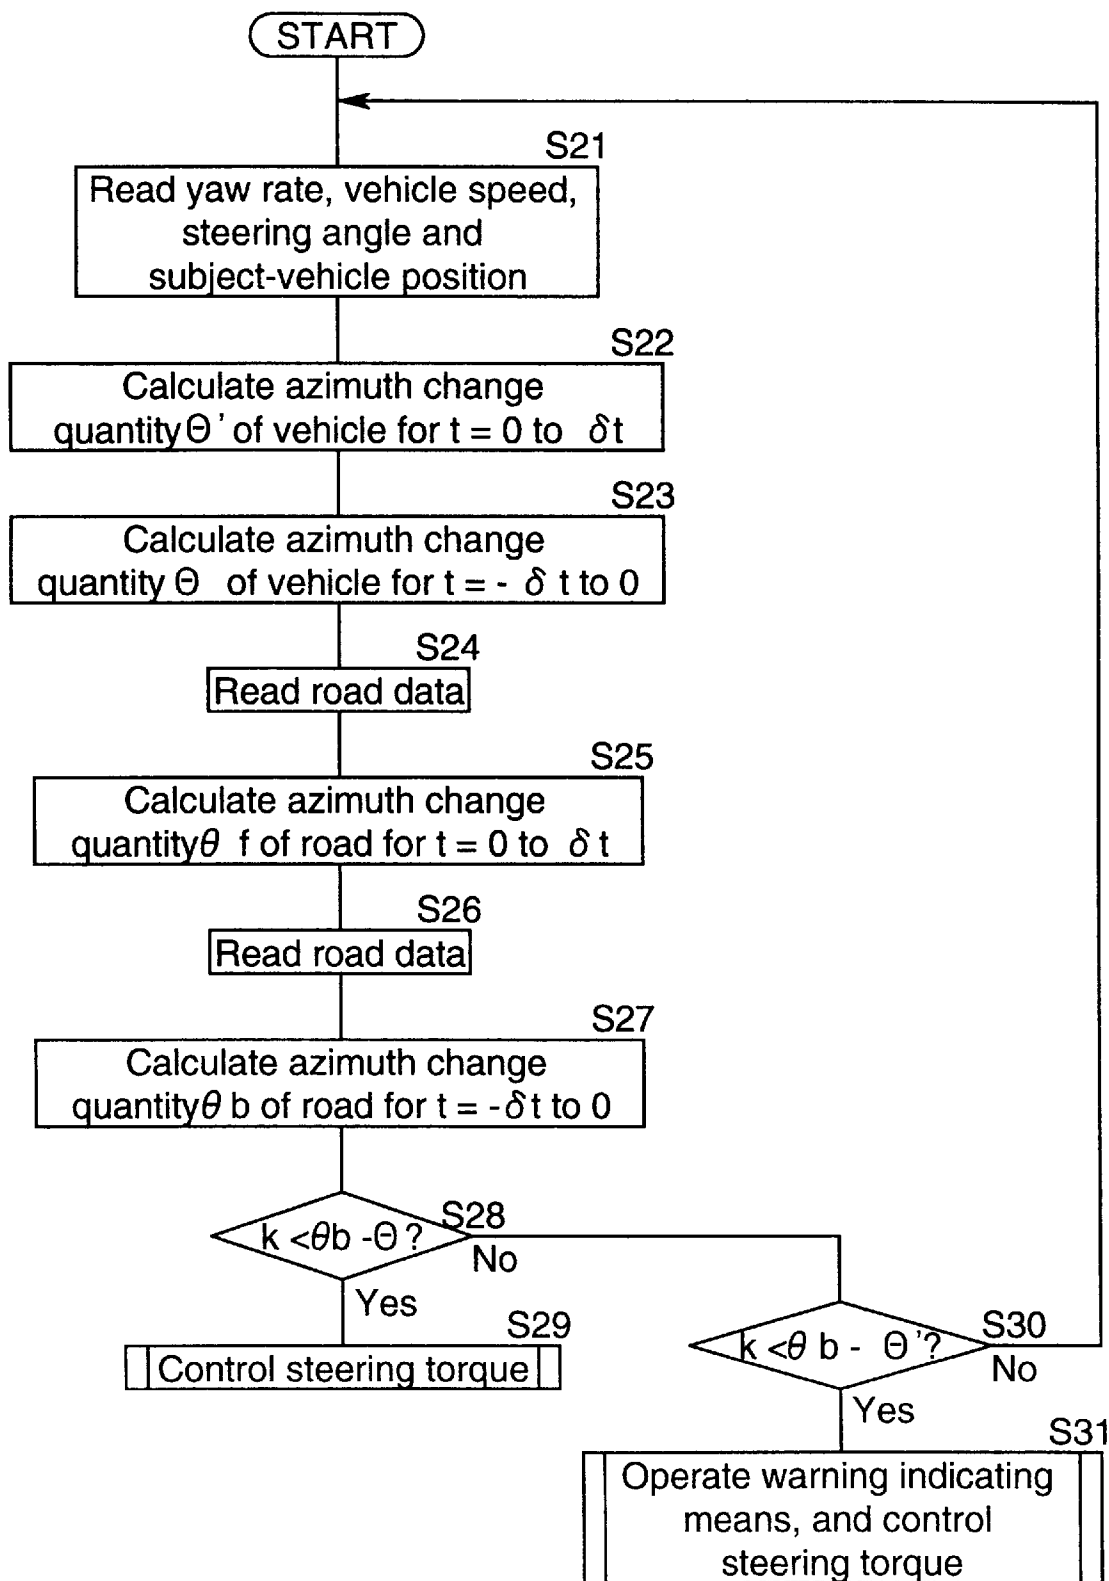 START
S21
Read yaw rate, vehicle speed,
steering angle and
subject-vehicle position
S22
Calculate azimuth change
quantity Θ' of vehicle for t = 0 to δt
S23
Calculate azimuth change
quantity Θ of vehicle for t = - δ t to 0
S24
Read road data
S25
Calculate azimuth change
quantity θ f of road for t = 0 to δ t
S26
Read road data
S27
Calculate azimuth change
quantity θ b of road for t = -δt to 0
S28
k < θb - Θ ?
No
Yes
S29
Control steering torque
S30
k < θ b - Θ'?
No
Yes
S31
Operate warning indicating
means, and control
steering torque